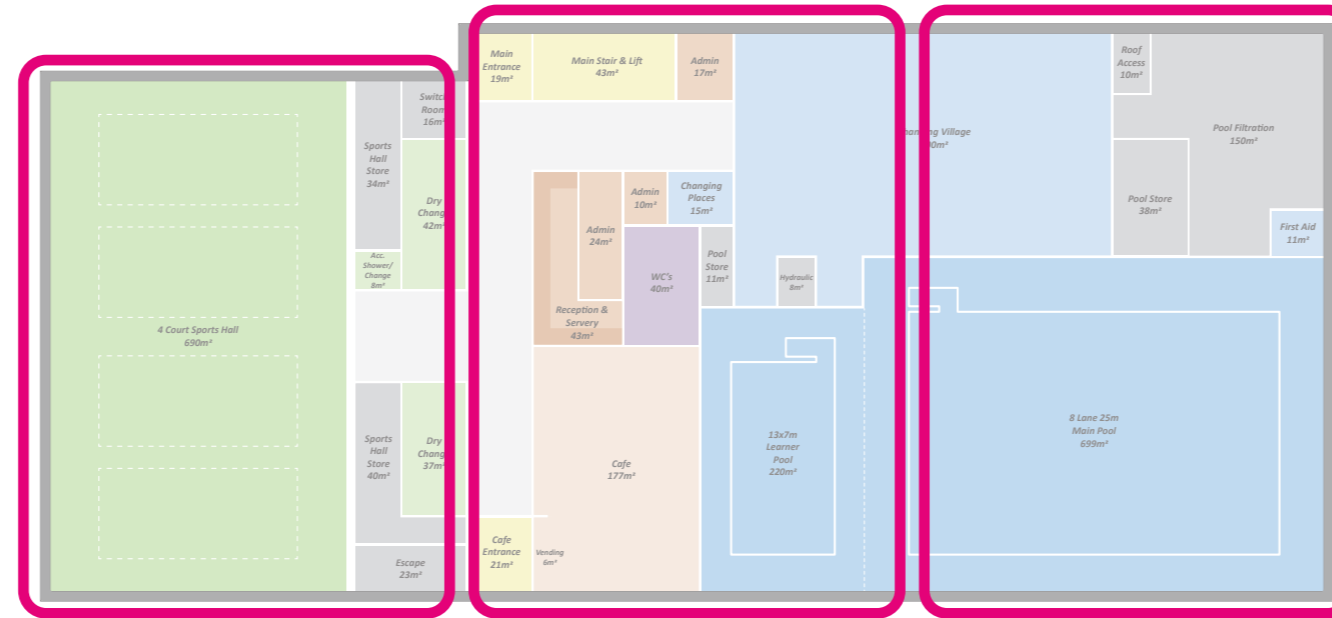 Main
Entrance
19m²
Main Stair & Lift
43m²
Admin
17m²
Roof
Access
10m²
Switch
Room
16m²
Sports
Hall
Store
34m²
Village
Pool Filtration
150m²
Dry
Change
42m²
Admin
10m²
Changing
Places
15m²
Pool Store
38m²
Admin
24m²
First Aid
11m²
Acc.
Shower/
Change
8m²
WC's
40m²
Pool
Store
11m²
Hydraulic
8m²
4 Court Sports Hall
690m²
Reception &
Servery
43m²
8 Lane 25m
Main Pool
699m²
Sports
Hall
Store
40m²
Dry
Change
37m²
Cafe
177m²
13x7m
Learner
Pool
220m²
Cafe
Entrance
21m²
Vending
6m²
Escape
23m²